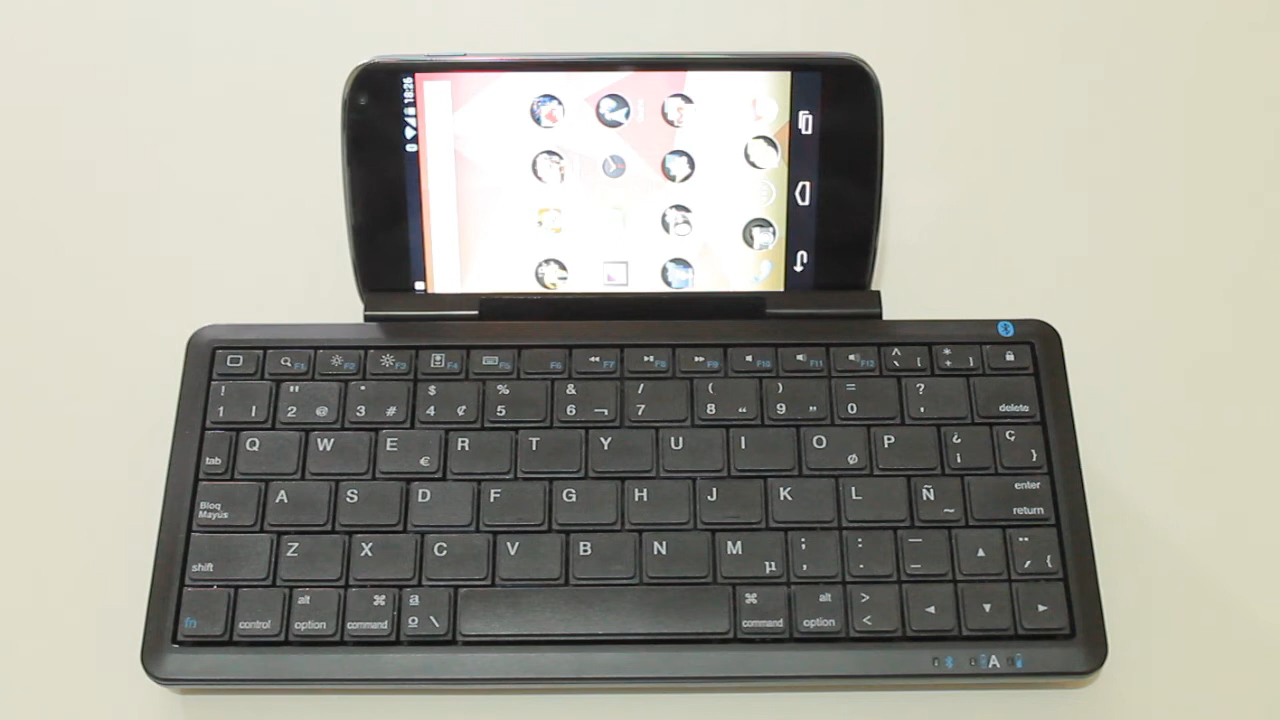 18:26
F1 F2 F3 F4 F5 F6 F7 F8 F9 F10 F11 F12 ^ \ [ * + ]
! 1 | " 2 @ · 3 # $ 4 ¢ % 5 & 6 ¬ / 7 ( 8 “ ) 9 ” = 0 ? ' delete
tab Q W E € R T Y U I O ø P ¿ ¡ Ç }
Bloq Mayus A S D F G H J K L Ñ ~ enter return
shift Z X C V B N M µ ; , : . — _ ▲ ¨ ´ {
fn control alt option ⌘ command a o \ ⌘ command alt option > < ◄ ▼ ►
A